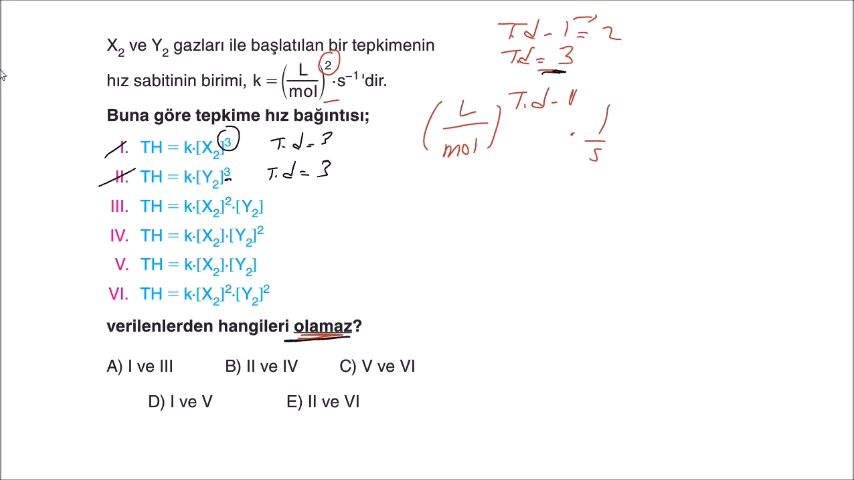 X₂ ve Y₂ gazları ile başlatılan bir tepkimenin
hız sabitinin birimi, k = (L/mol)² · s⁻¹'dir.
Buna göre tepkime hız bağıntısı;
I. TH = k·[X₂]³ T.d = 3
II. TH = k·[Y₂]³ T.d = 3
III. TH = k·[X₂]²·[Y₂]
IV. TH = k·[X₂]·[Y₂]²
V. TH = k·[X₂]·[Y₂]
VI. TH = k·[X₂]²·[Y₂]²
verilenlerden hangileri olamaz?
A) I ve III B) II ve IV C) V ve VI
D) I ve V E) II ve VI
T.d - 1 = 2
T.d = 3
(L/mol)^T.d - 1 · 1/s